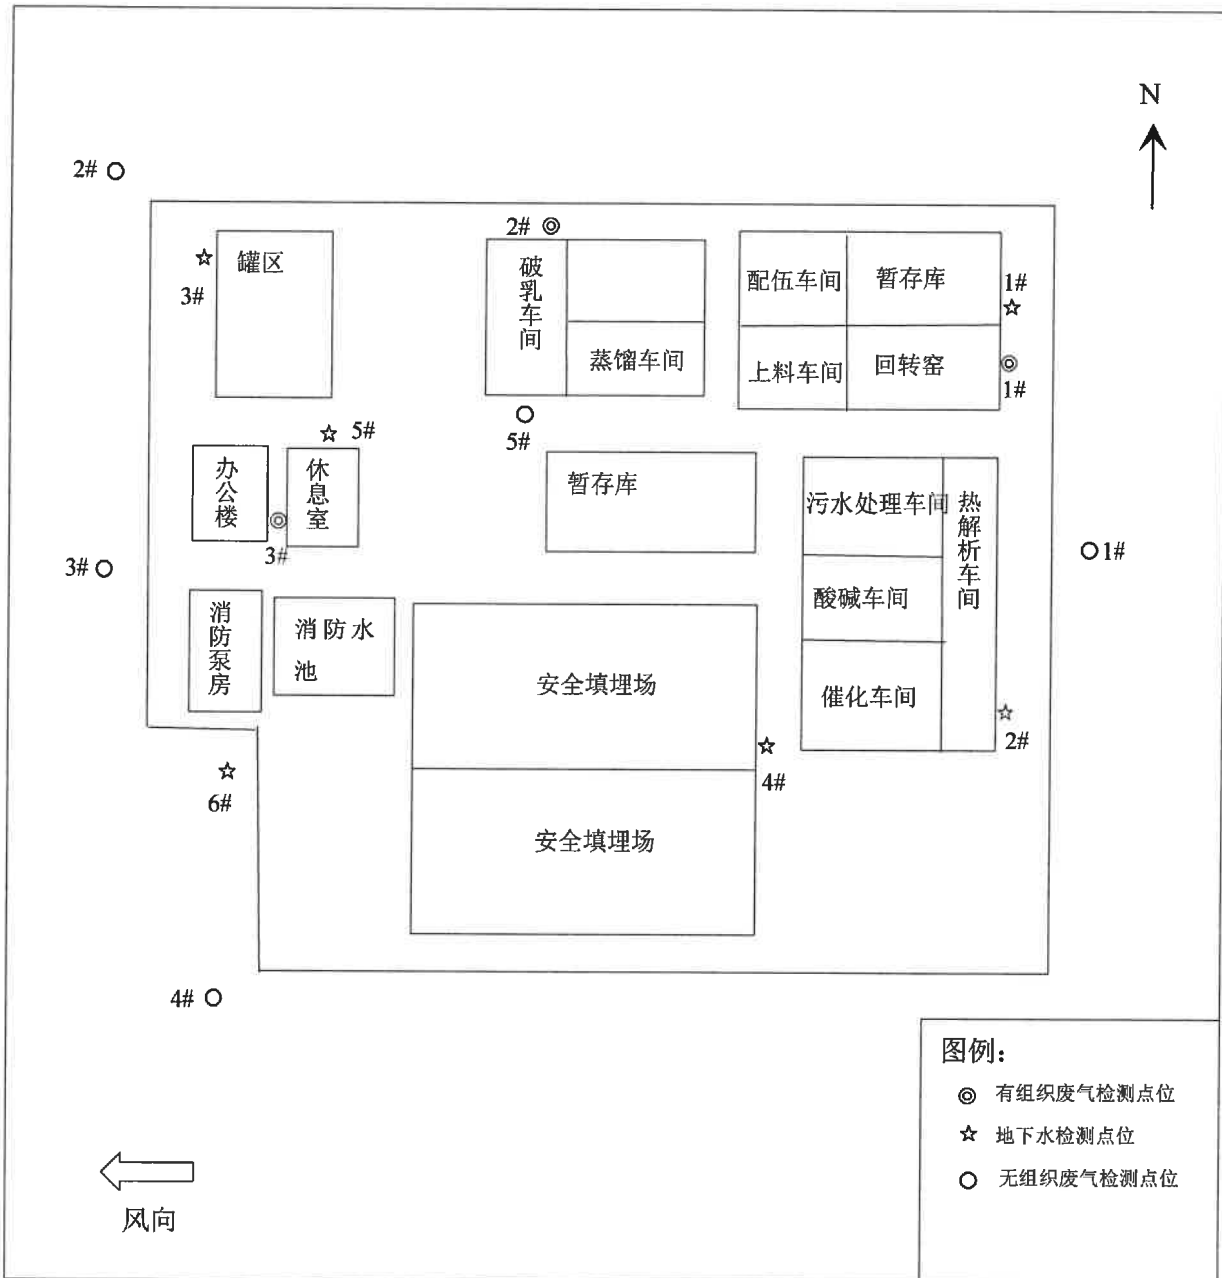 N
2#
2#
3#
罐区
破乳车间
蒸馏车间
配伍车间
暂存库
1#
上料车间
回转窑
1#
5#
5#
办公楼
休息室
3#
暂存库
污水处理车间
热解析车间
1#
3#
酸碱车间
消防泵房
消防水
池
安全填埋场
催化车间
2#
4#
6#
安全填埋场
4#
图例：
有组织废气检测点位
地下水检测点位
无组织废气检测点位
风向